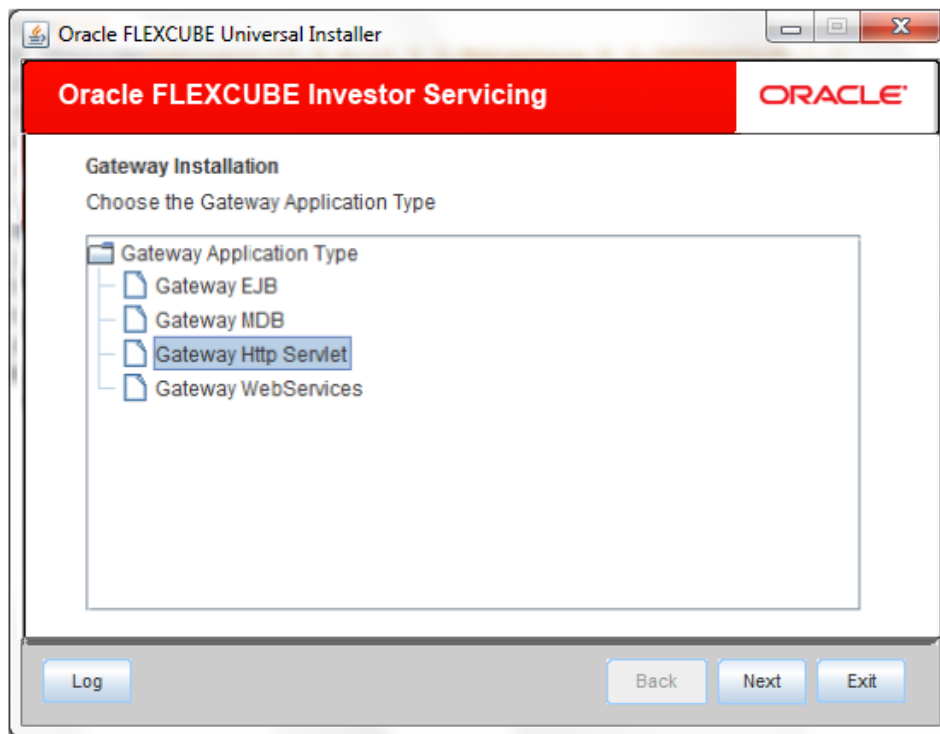 Oracle FLEXCUBE Universal Installer
Oracle FLEXCUBE Investor Servicing
ORACLE
Gateway Installation
Choose the Gateway Application Type
Gateway Application Type
Gateway EJB
Gateway MDB
Gateway Http Servlet
Gateway WebServices
Log Back Next Exit